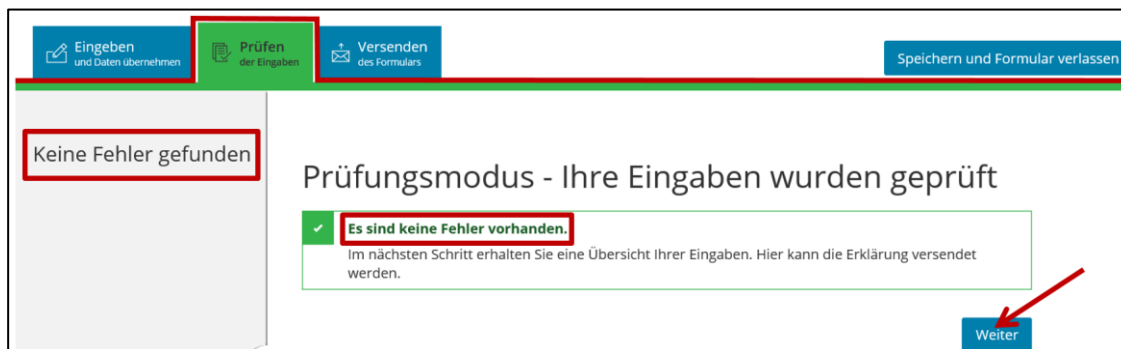 Eingeben
und Daten übernehmen
Prüfen
der Eingaben
Versenden
des Formulars
Speichern und Formular verlassen
Keine Fehler gefunden
Prüfungsmodus - Ihre Eingaben wurden geprüft
Es sind keine Fehler vorhanden.
Im nächsten Schritt erhalten Sie eine Übersicht Ihrer Eingaben. Hier kann die Erklärung versendet
werden.
Weiter